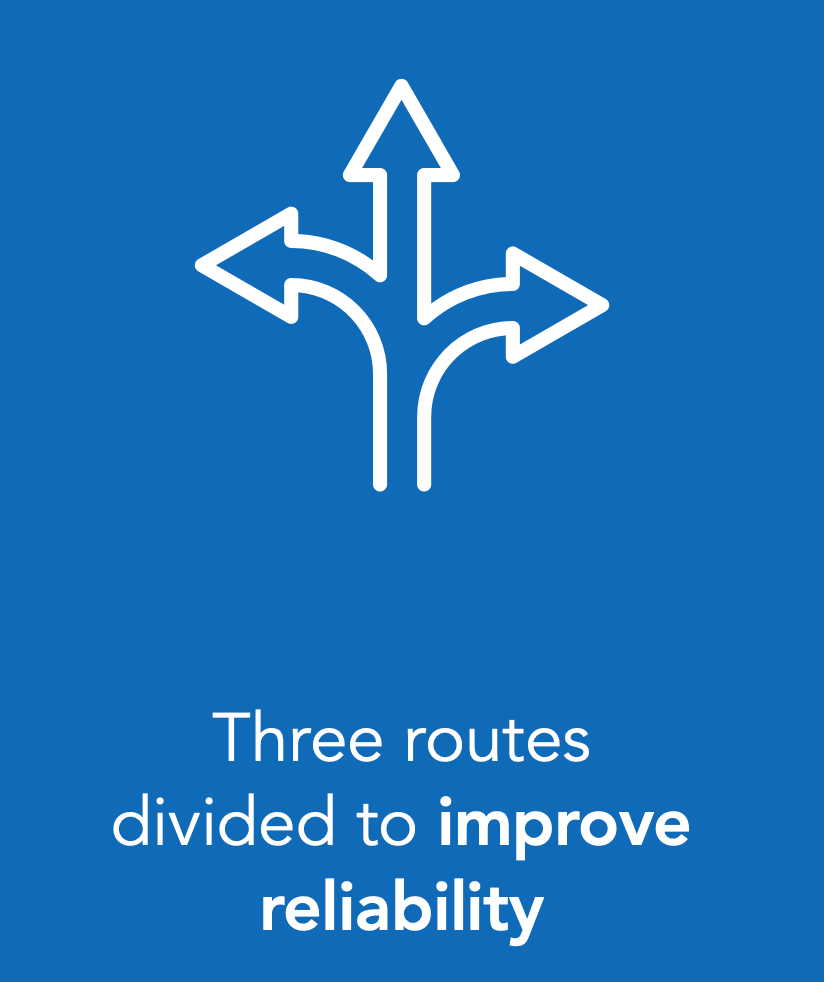 Three routes
divided to improve
reliability